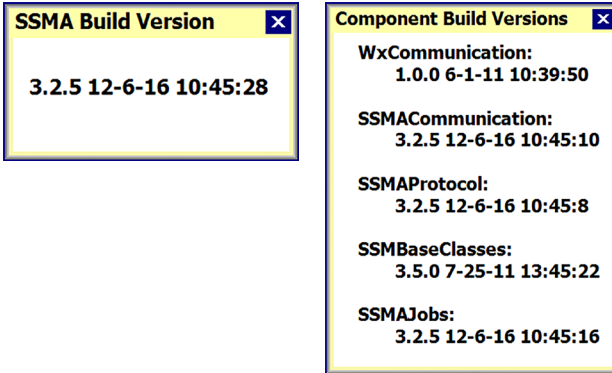 SSMA Build Version
3.2.5 12-6-16 10:45:28
Component Build Versions
WxCommunication:
1.0.0 6-1-11 10:39:50
SSMACommunication:
3.2.5 12-6-16 10:45:10
SSMAProtocol:
3.2.5 12-6-16 10:45:8
SSMBaseClasses:
3.5.0 7-25-11 13:45:22
SSMAJobs:
3.2.5 12-6-16 10:45:16